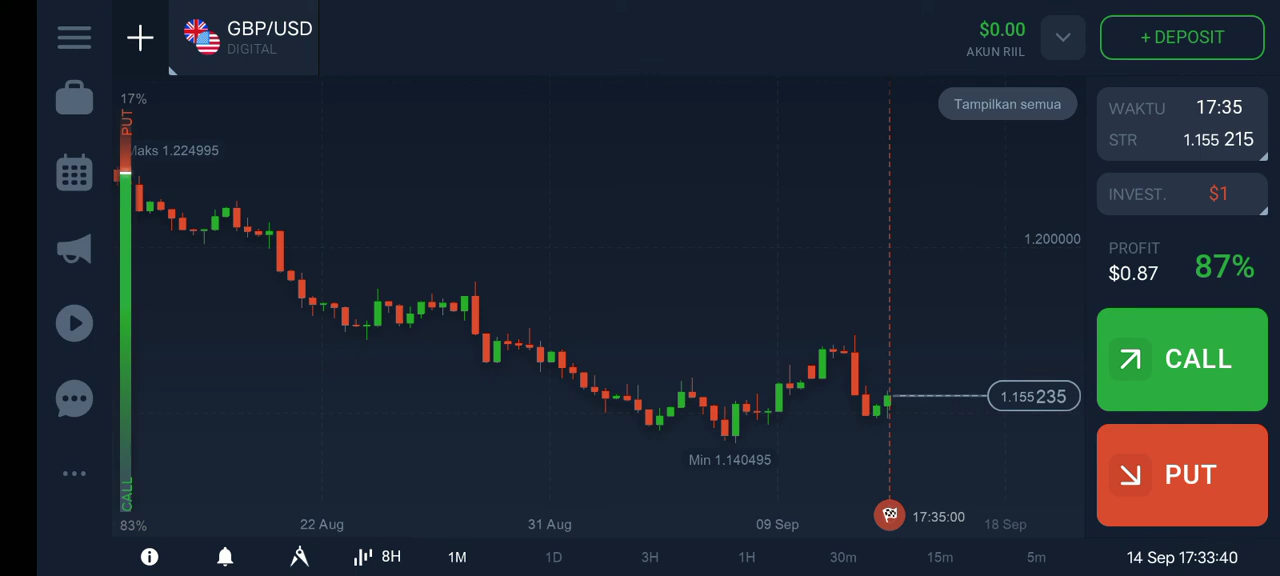 GBP/USD
DIGITAL
$0.00
AKUN RIIL
+ DEPOSIT
17%
PUT
Maks 1.224995
Tampilkan semua
WAKTU 17:35
STR 1.155 215
INVEST. $1
PROFIT
$0.87
87%
1.200000
CALL
1.155 235
Min 1.140495
PUT
CALL
83%
22 Aug
31 Aug
09 Sep
17:35:00
18 Sep
8H
1M
1D
3H
1H
30m
15m
5m
14 Sep 17:33:40